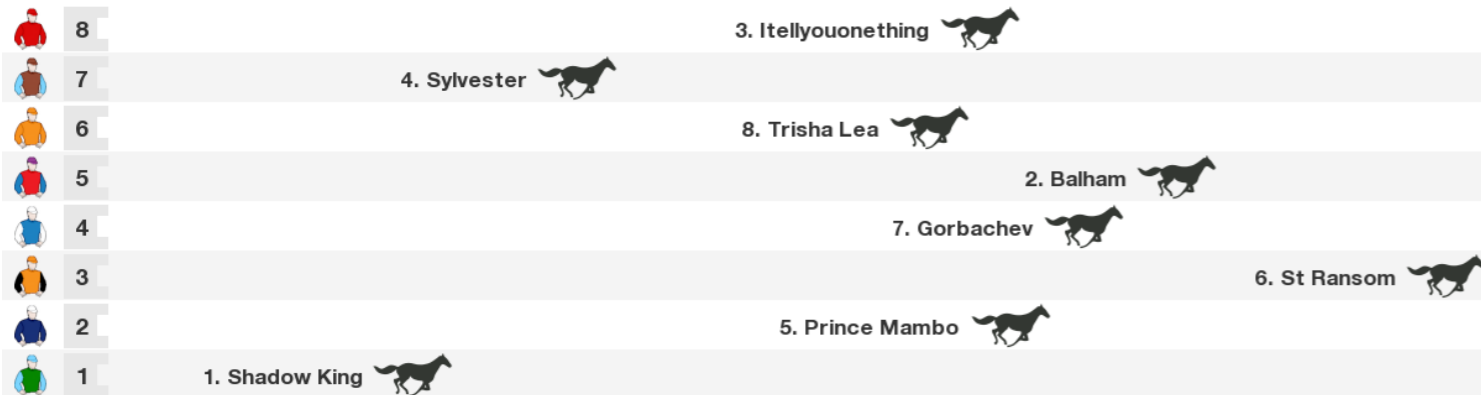 8 3. Itellyouonething
7 4. Sylvester
6 8. Trisha Lea
5 2. Balham
4 7. Gorbachev
3 6. St Ransom
2 5. Prince Mambo
1 1. Shadow King